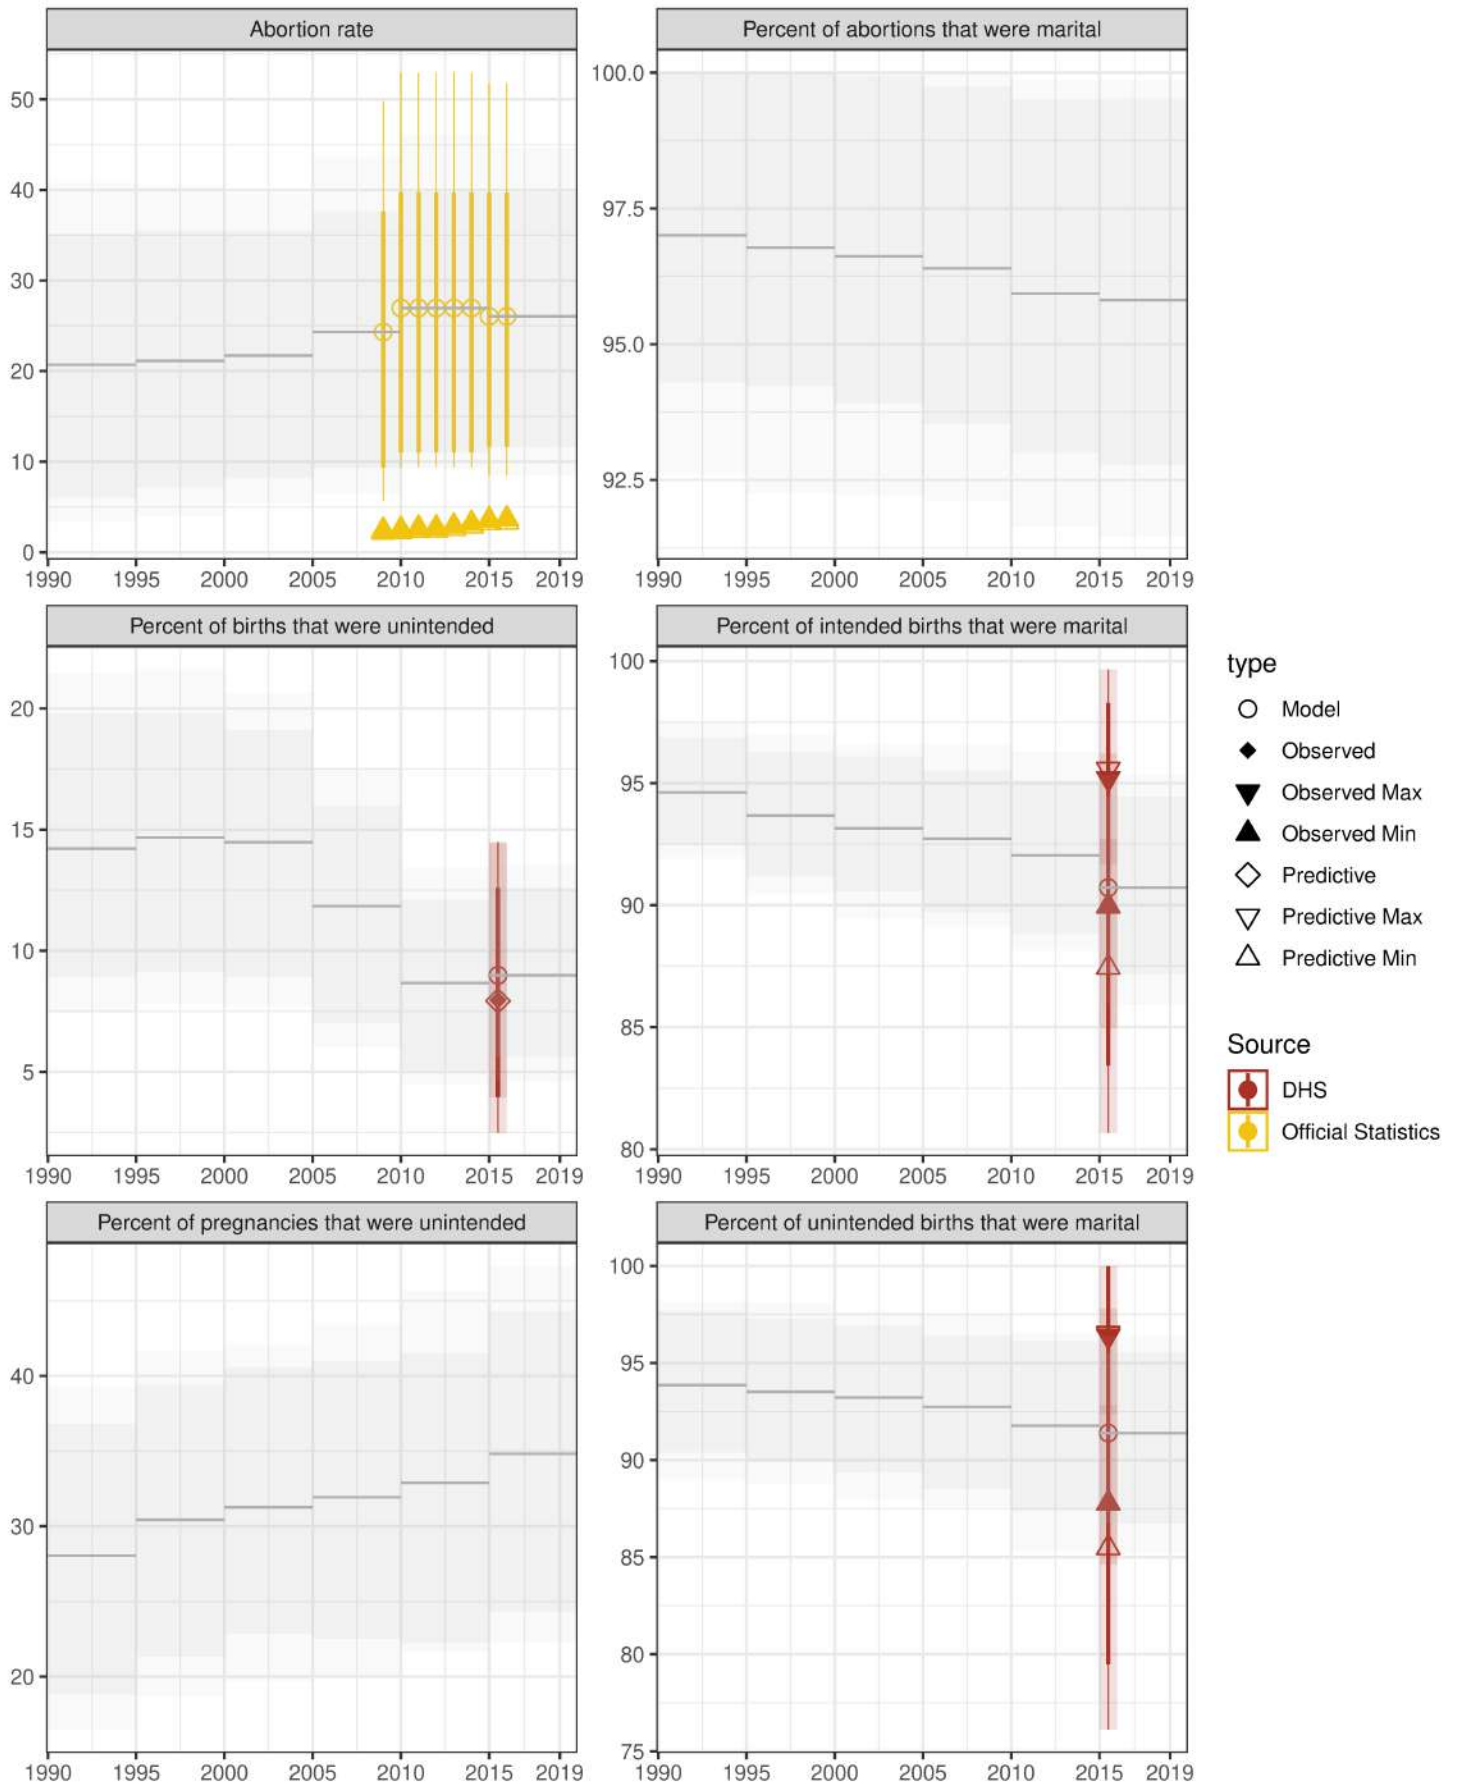 Abortion rate
50
40
30
20
10
0
1990 1995 2000 2005 2010 2015 2019
Percent of abortions that were marital
100.0
97.5
95.0
92.5
1990 1995 2000 2005 2010 2015 2019
Percent of births that were unintended
20
15
10
5
1990 1995 2000 2005 2010 2015 2019
Percent of intended births that were marital
100
95
90
85
80
1990 1995 2000 2005 2010 2015 2019
Percent of pregnancies that were unintended
40
30
20
1990 1995 2000 2005 2010 2015 2019
Percent of unintended births that were marital
100
95
90
85
80
75
1990 1995 2000 2005 2010 2015 2019
type
Model
Observed
Observed Max
Observed Min
Predictive
Predictive Max
Predictive Min
Source
DHS
Official Statistics